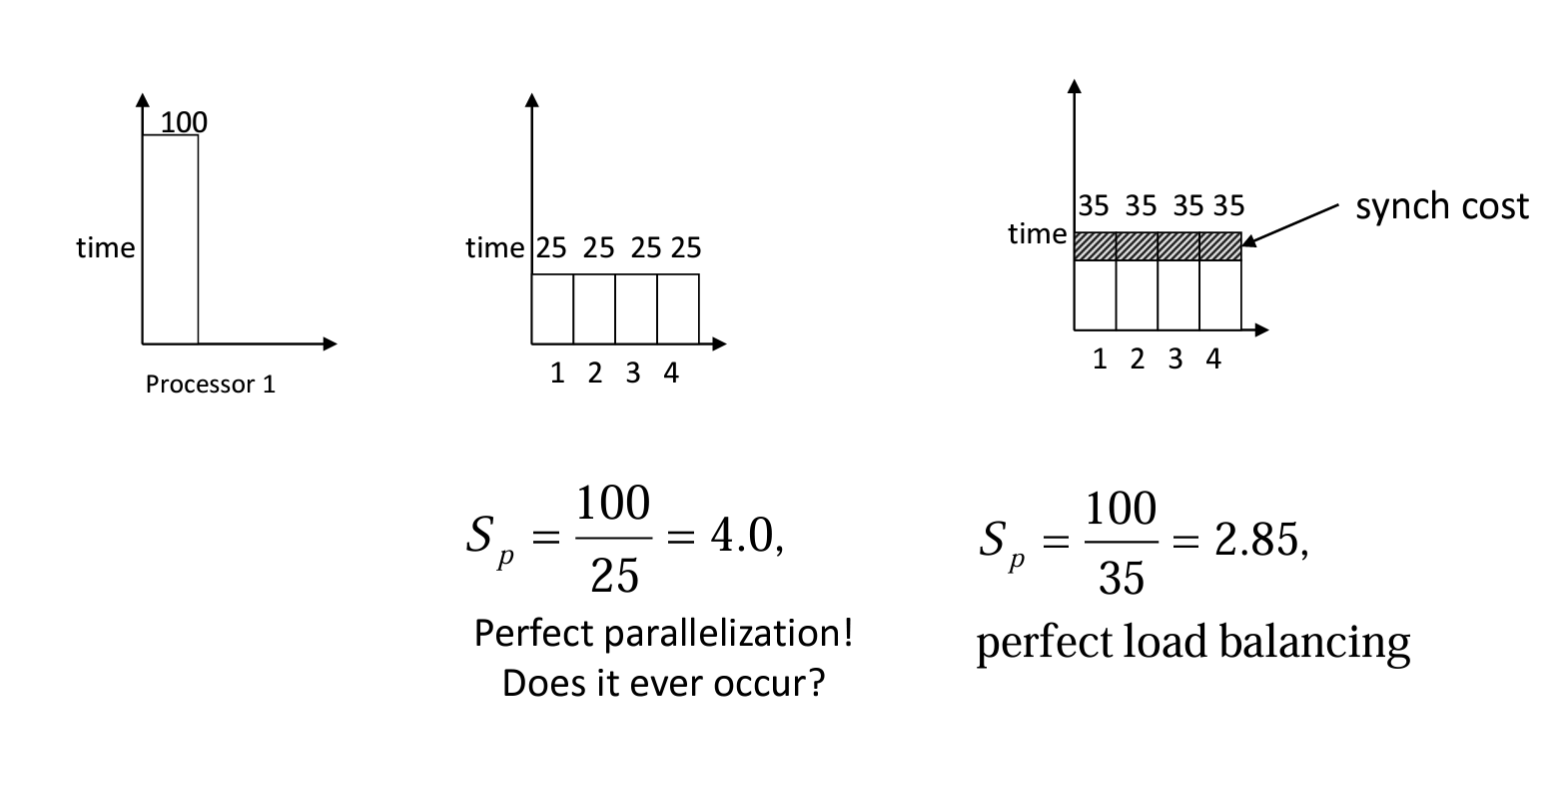 100
time
Processor 1
time 25 25 25 25
1 2 3 4
S_p = 100/25 = 4.0,
Perfect parallelization!
Does it ever occur?
35 35 35 35
synch cost
time
1 2 3 4
S_p = 100/35 = 2.85,
perfect load balancing